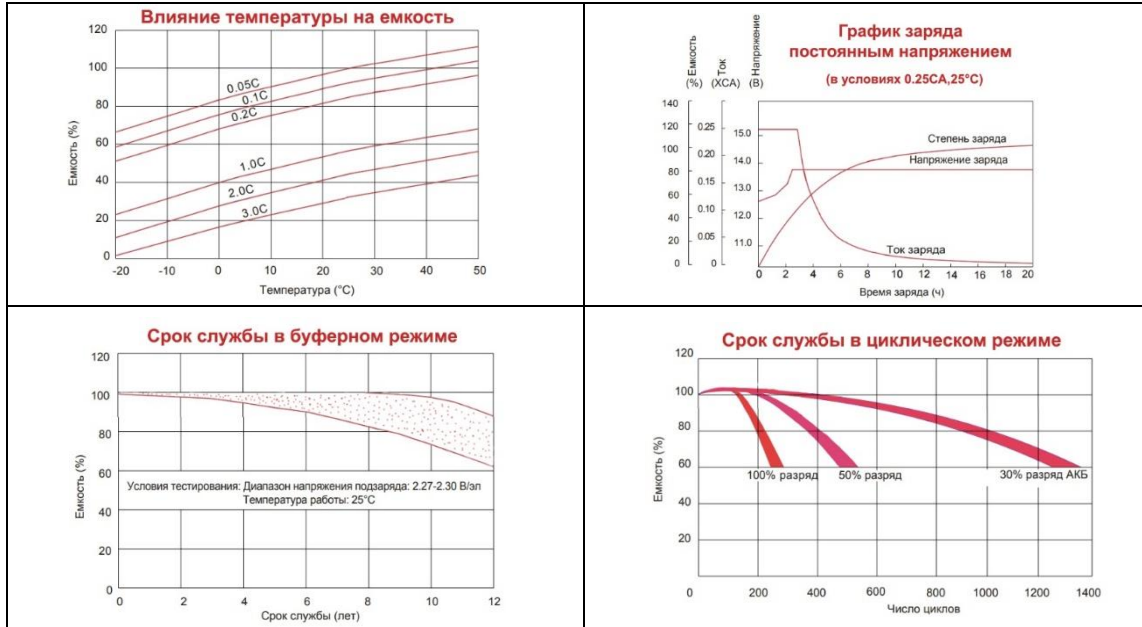 Влияние температуры на емкость
120
100
80
60
40
20
0
Емкость (%)
0.05C
0.1C
0.2C
1.0C
2.0C
3.0C
-20 -10 0 10 20 30 40 50
Температура (°C)
График заряда
постоянным напряжением
(в условиях 0.25CA,25°C)
Емкость (%)
Ток (XCA)
Напряжение (В)
140
120
100
80
60
40
20
0
0.25
0.20
0.15
0.10
0.05
0
15.0
14.0
13.0
12.0
11.0
Степень заряда
Напряжение заряда
Ток заряда
0 2 4 6 8 10 12 14 16 18 20
Время заряда (ч)
Срок службы в буферном режиме
120
100
80
60
40
20
0
Емкость (%)
Условия тестирования: Диапазон напряжения подзаряда: 2.27-2.30 В/эл
Температура работы: 25°C
0 2 4 6 8 10 12
Срок службы (лет)
Срок службы в циклическом режиме
120
100
80
60
40
20
Емкость (%)
100% разряд 50% разряд 30% разряд АКБ
0 200 400 600 800 1000 1200 1400
Число циклов